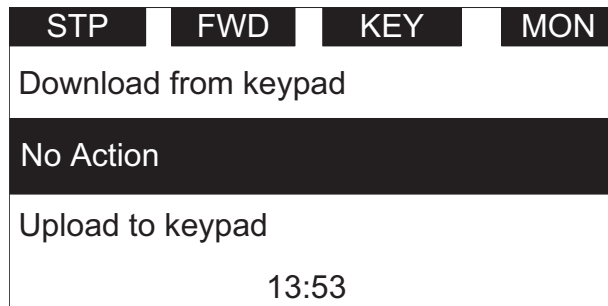 STP FWD KEY MON
Download from keypad
No Action
Upload to keypad
13:53